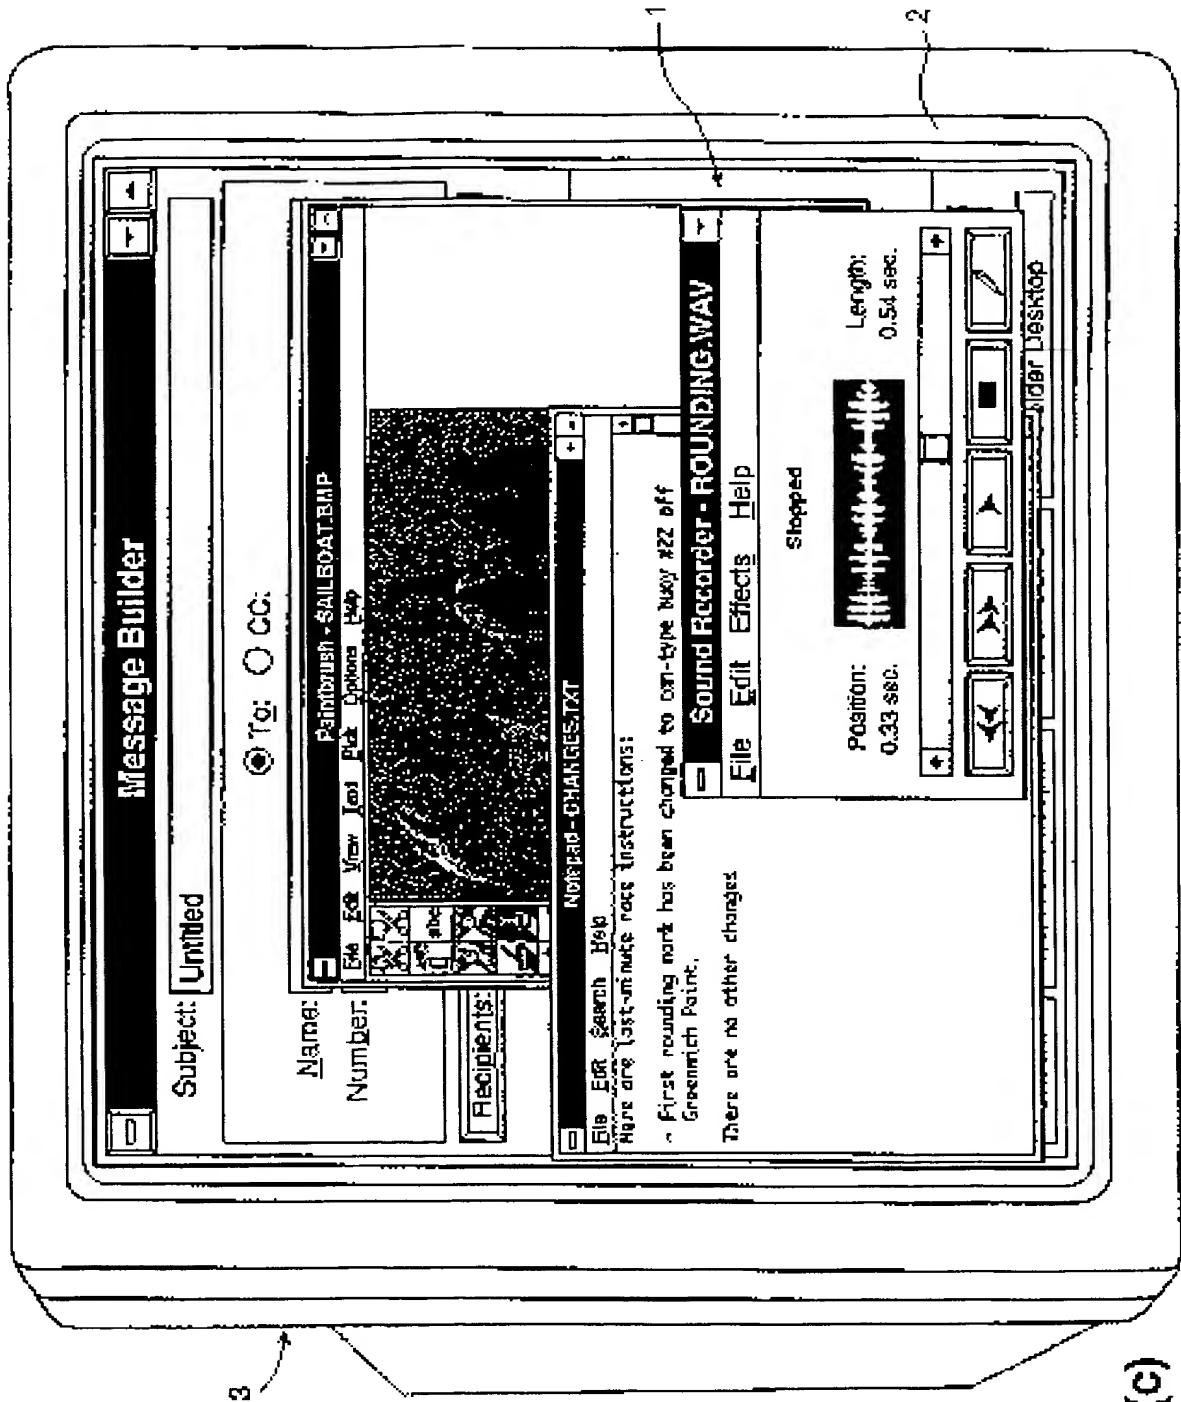 Message Builder
Subject: Untitled
To: CC:
Name:
Number:
Recipients:
Paintbrush - SAILBOAT.BMP
File Edit View Text Pick Options Help
abc
Notepad - CHANGES.TXT
File Edit Search Help
Here are last-minute race instructions:
- First rounding mark has been changed to can-type buoy #22 off
Greenwich Point.
There are no other changes
Sound Recorder - ROUNDING.WAV
File Edit Effects Help
Stopped
Position:
0.33 sec.
Length:
0.54 sec.
Desktop
1
2
3
(c)